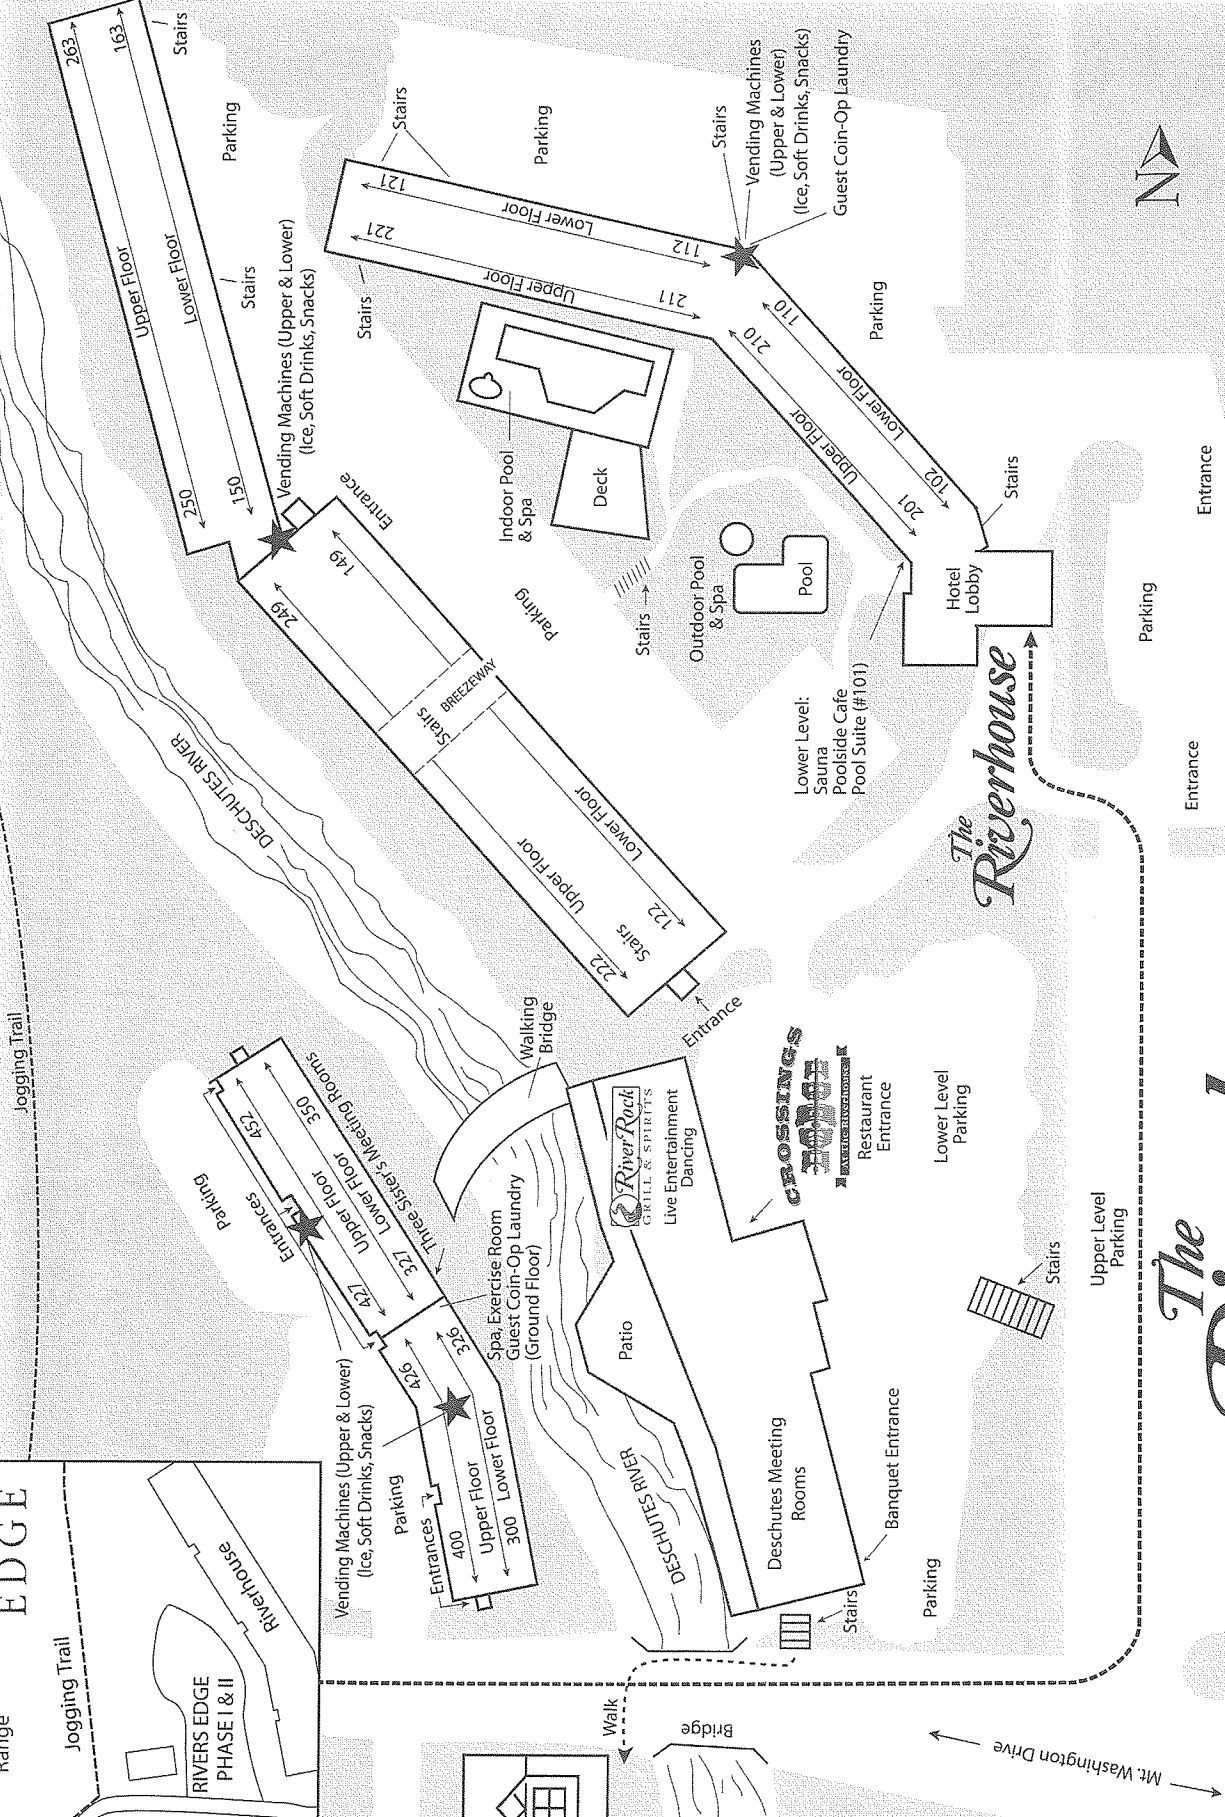 263
163
Stairs
Parking
Upper Floor
Lower Floor
Stairs
250
150
Vending Machines (Upper & Lower)
(Ice, Soft Drinks, Snacks)
Stairs
121
221
Lower Floor
Upper Floor
112
211
Stairs
Parking
Stairs
Vending Machines
(Upper & Lower)
(Ice, Soft Drinks, Snacks)
Guest Coin-Op Laundry
N
110
210
Parking
Lower Floor
Upper Floor
102
201
Stairs
Entrance
Indoor Pool
& Spa
Deck
Stairs
Outdoor Pool
& Spa
Pool
Hotel
Lobby
Parking
Entrance
Entrance
149
249
Parking
BREEZEWAY
Stairs
Lower Level:
Sauna
Poolside Cafe
Pool Suite (#101)
The
Riverhouse
Lower Floor
Upper Floor
122
222
Stairs
Entrance
DESCHUTES RIVER
Jogging Trail
Walking
Bridge
452
350
Parking
Entrances
Upper Floor
Lower Floor
Three Sister's Meeting Rooms
427
327
Spa, Exercise Room
Guest Coin-Op Laundry
(Ground Floor)
426
326
Vending Machines (Upper & Lower)
(Ice, Soft Drinks, Snacks)
Parking
Entrances
400
Upper Floor
300
Lower Floor
RiverRock
GRILL & SPIRITS
Live Entertainment
Dancing
CROSSINGS
At The Riverhouse
Restaurant
Entrance
Lower Level
Parking
Upper Level
Parking
Stairs
The
Patio
DESCHUTES RIVER
Deschutes Meeting
Rooms
Banquet Entrance
Stairs
Parking
Walk
Bridge
Mt. Washington Drive
EDGE
Range
Jogging Trail
Riverhouse
RIVERS EDGE
PHASE I & II